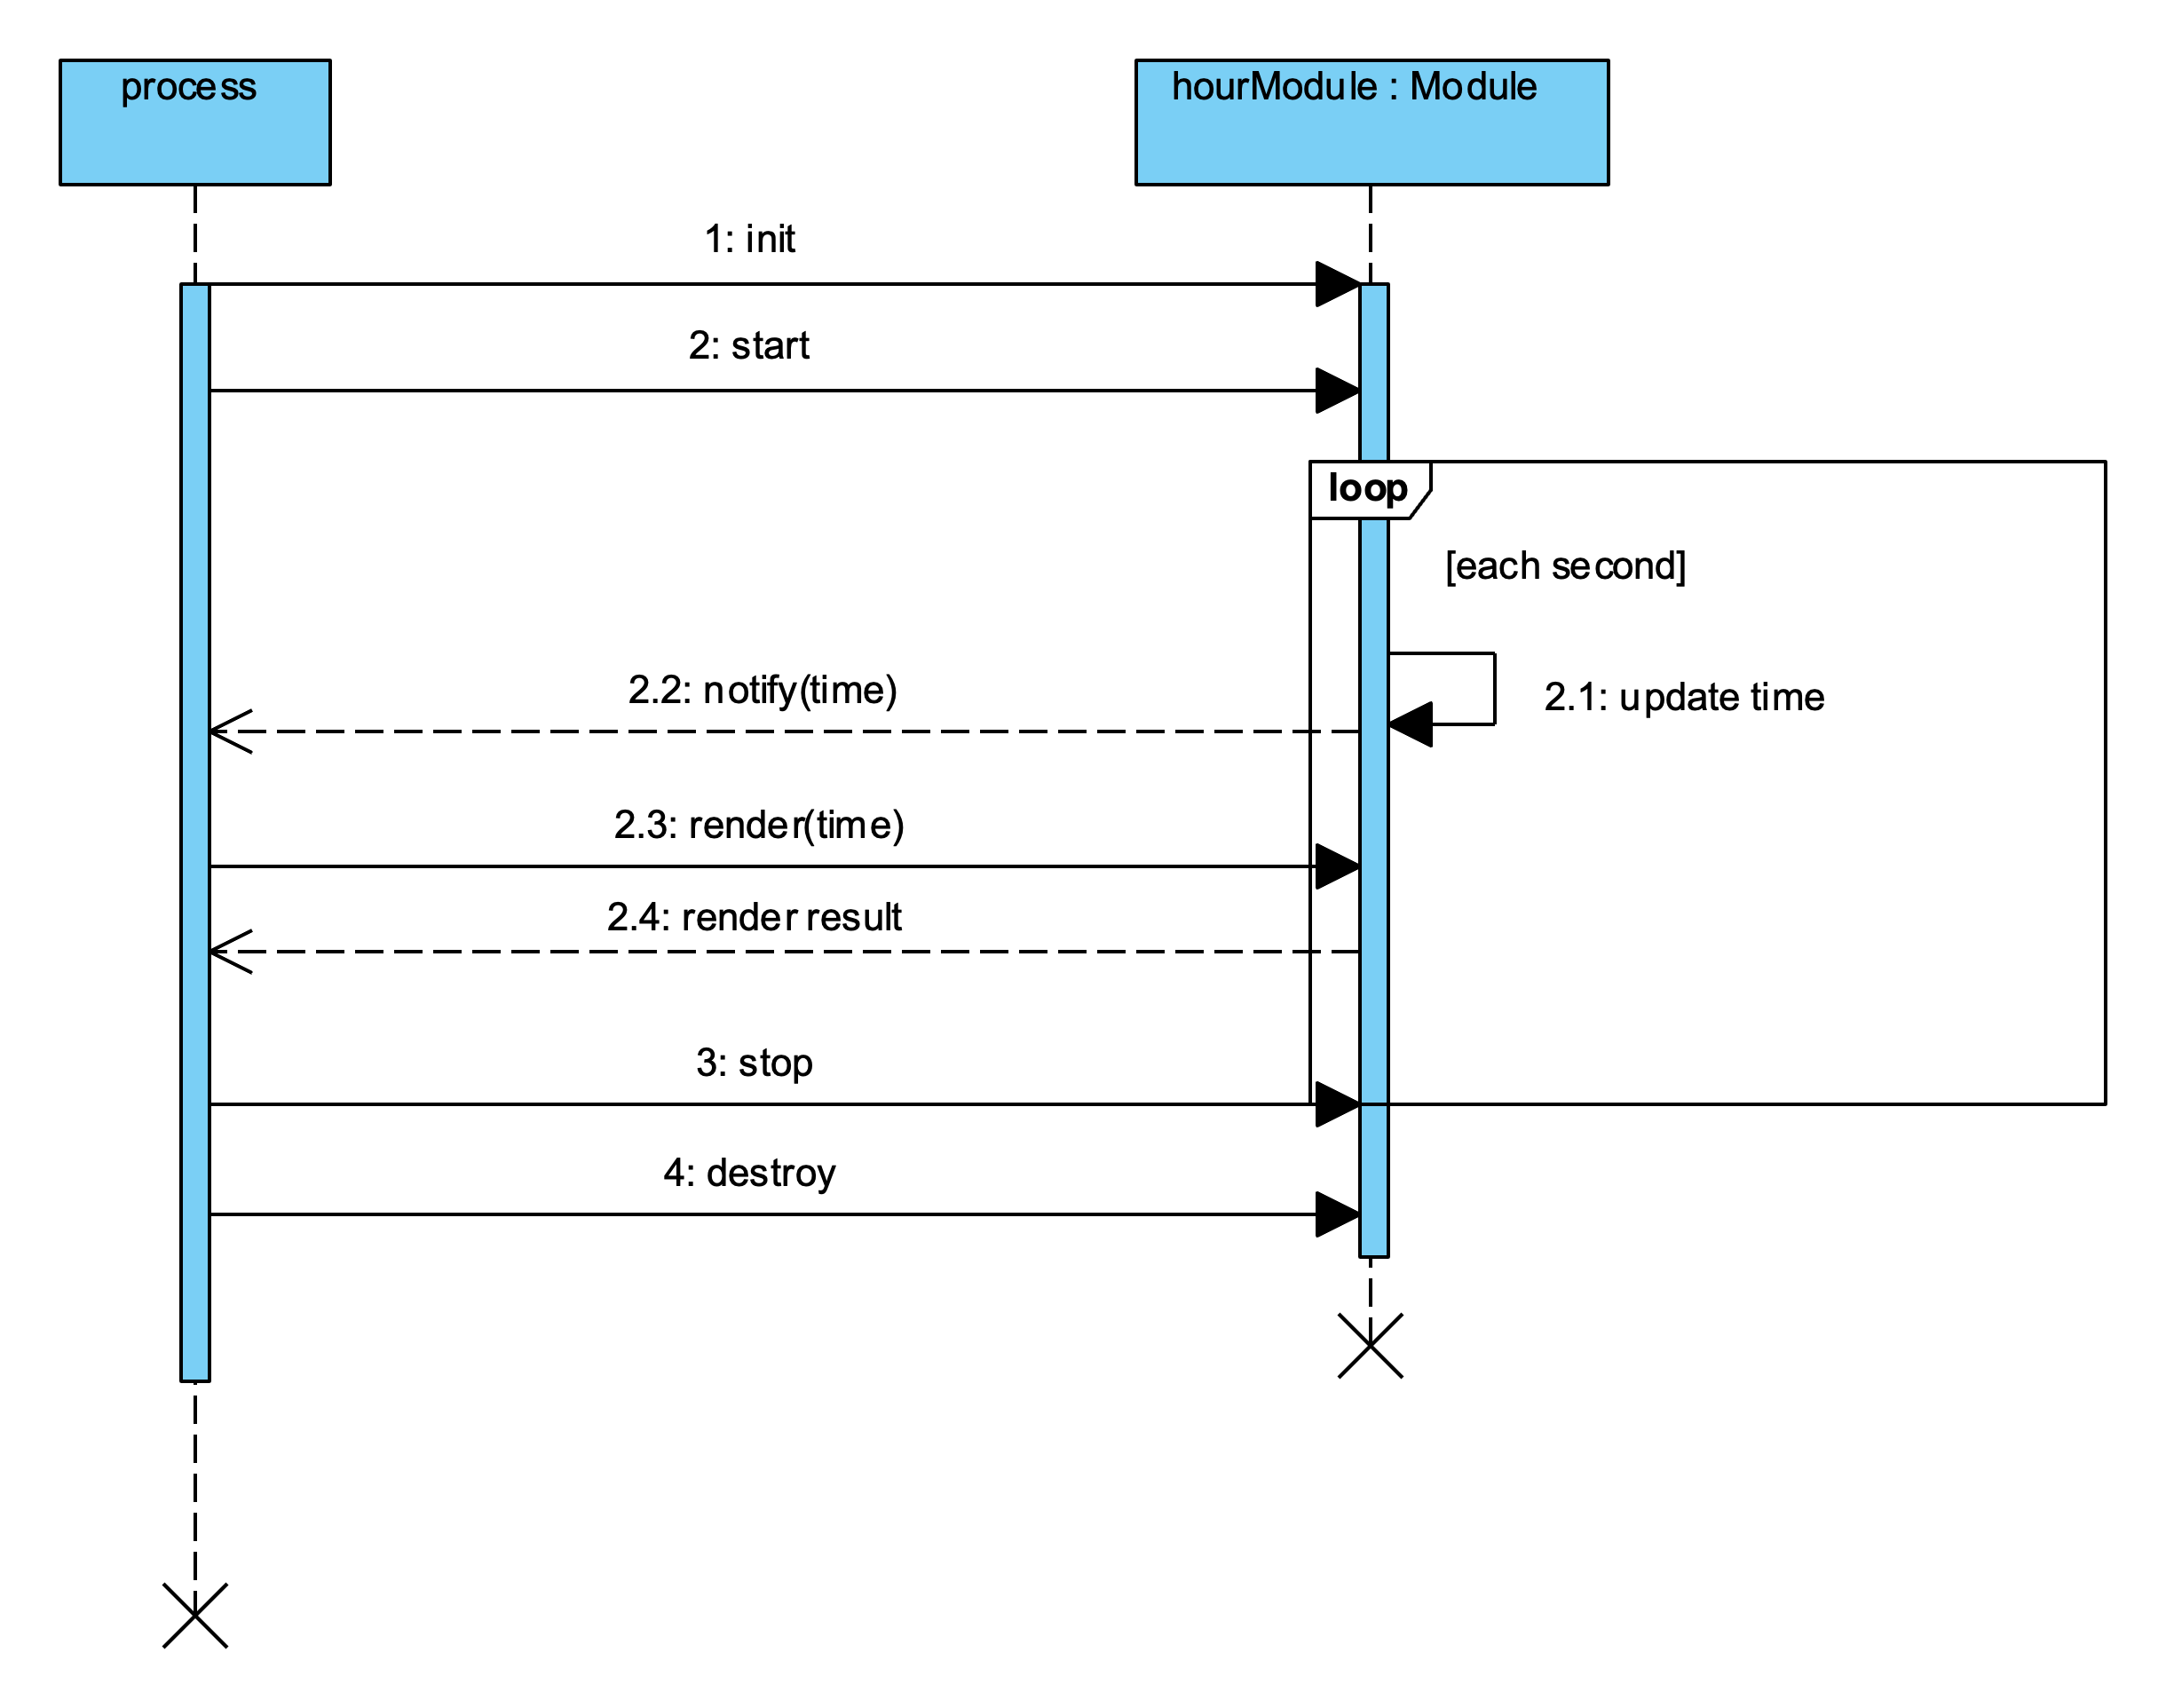 process
hourModule : Module
1: init
2: start
loop
[each second]
2.1: update time
2.2: notify(time)
2.3: render(time)
2.4: render result
3: stop
4: destroy